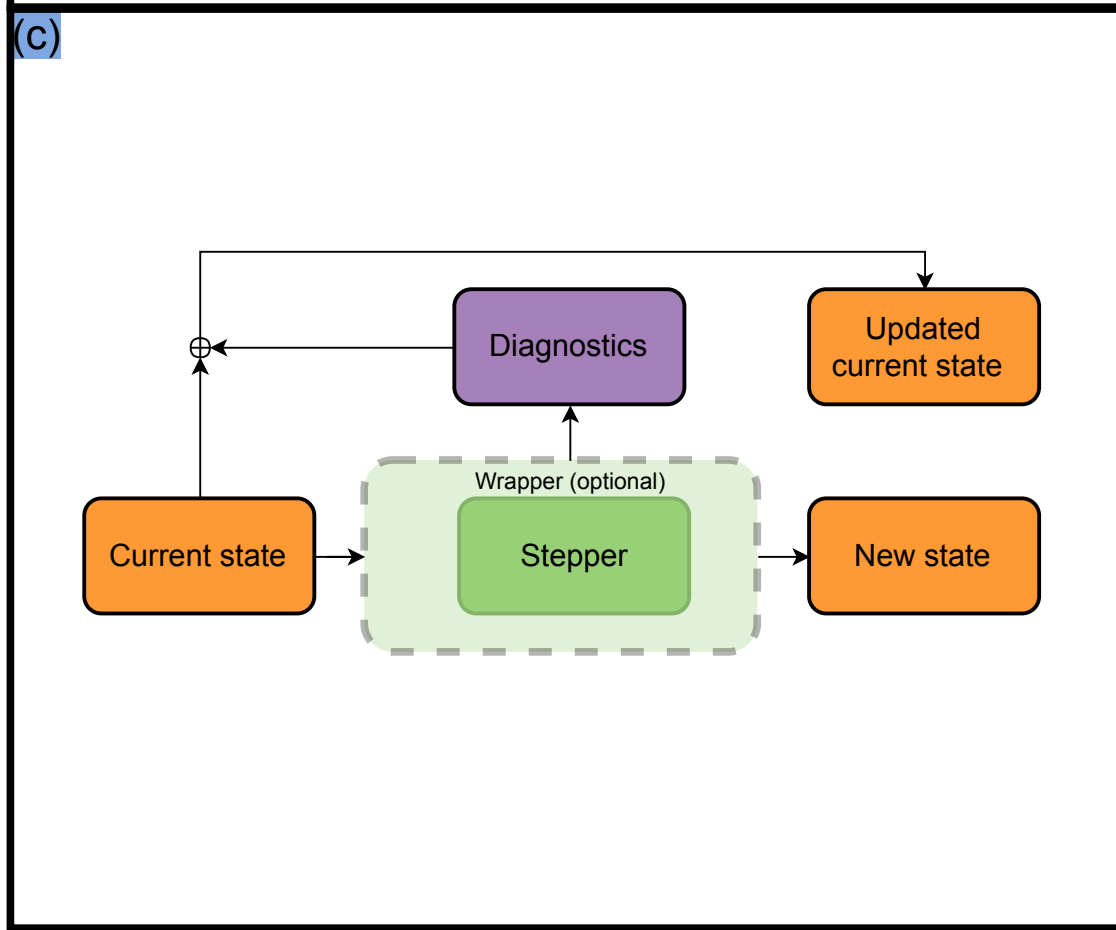 (c)
Diagnostics
Updated
current state
Wrapper (optional)
Current state
Stepper
New state